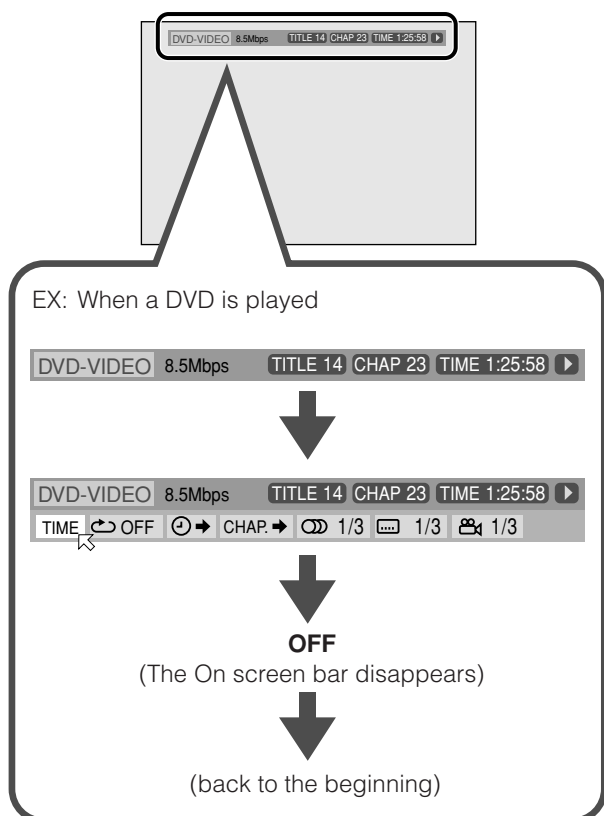 DVD-VIDEO 8.5Mbps TITLE 14 CHAP 23 TIME 1:25:58
EX: When a DVD is played
DVD-VIDEO 8.5Mbps TITLE 14 CHAP 23 TIME 1:25:58
DVD-VIDEO 8.5Mbps TITLE 14 CHAP 23 TIME 1:25:58
TIME OFF CHAP. 1/3 1/3 1/3
OFF
(The On screen bar disappears)
(back to the beginning)